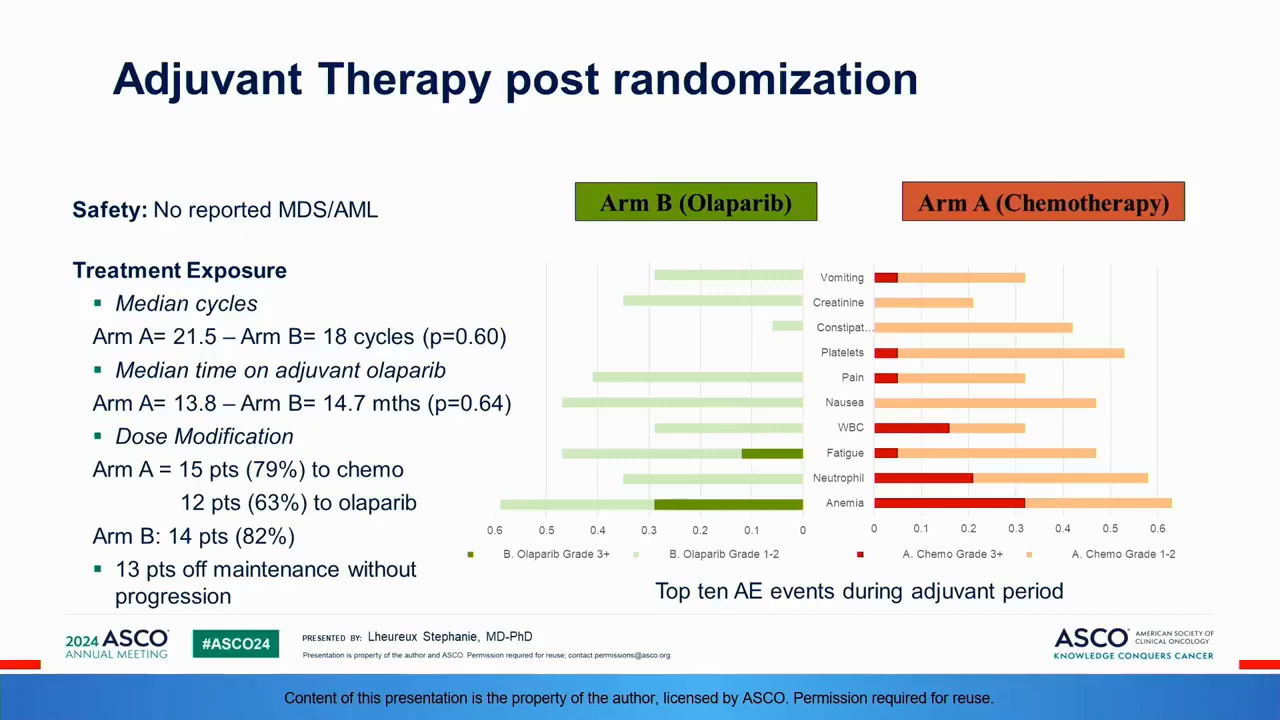 Adjuvant Therapy post randomization
Safety: No reported MDS/AML
Treatment Exposure
▪ Median cycles
Arm A= 21.5 – Arm B= 18 cycles (p=0.60)
▪ Median time on adjuvant olaparib
Arm A= 13.8 – Arm B= 14.7 mths (p=0.64)
▪ Dose Modification
Arm A = 15 pts (79%) to chemo
12 pts (63%) to olaparib
Arm B: 14 pts (82%)
▪ 13 pts off maintenance without
progression
Arm B (Olaparib)
Arm A (Chemotherapy)
Vomiting
Creatinine
Constipat...
Platelets
Pain
Nausea
WBC
Fatigue
Neutrophil
Anemia
0.6 0.5 0.4 0.3 0.2 0.1 0
0 0.1 0.2 0.3 0.4 0.5 0.6
B. Olaparib Grade 3+ B. Olaparib Grade 1-2
A. Chemo Grade 3+ A. Chemo Grade 1-2
Top ten AE events during adjuvant period
2024 ASCO
ANNUAL MEETING
#ASCO24
PRESENTED BY: Lheureux Stephanie, MD-PhD
Presentation is property of the author and ASCO. Permission required for reuse; contact permissions@asco.org.
ASCO AMERICAN SOCIETY OF
CLINICAL ONCOLOGY
KNOWLEDGE CONQUERS CANCER
Content of this presentation is the property of the author, licensed by ASCO. Permission required for reuse.